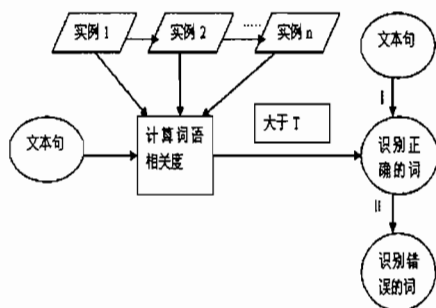 实例 1
实例 2
……
实例 n
文本句
文本句
计算词语
相关度
大于 T
识别正
确的词
识别错
误的词